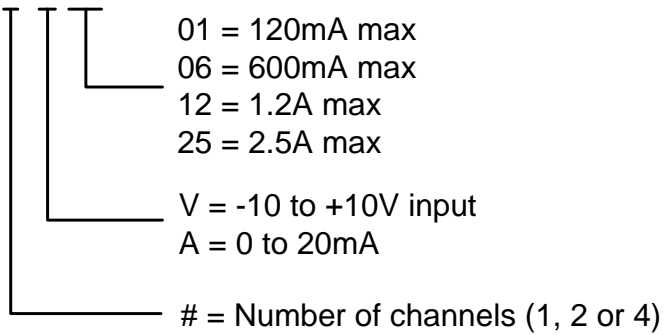 01 = 120mA max
06 = 600mA max
12 = 1.2A max
25 = 2.5A max
V = -10 to +10V input
A = 0 to 20mA
# = Number of channels (1, 2 or 4)